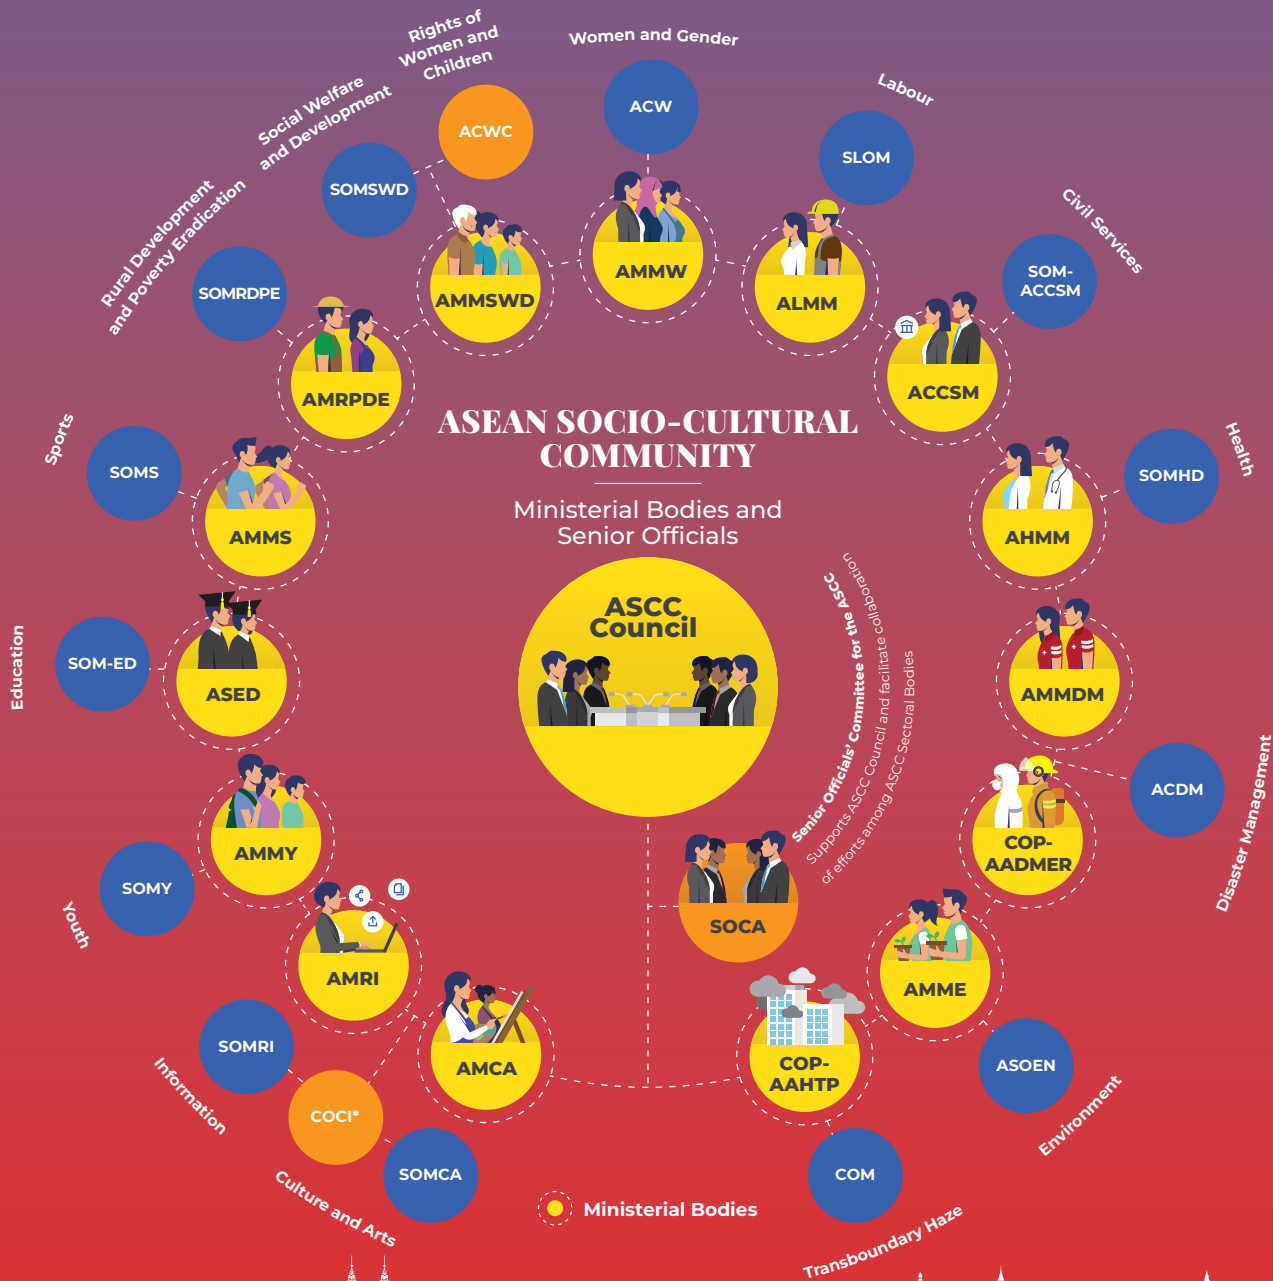 ASEAN SOCIO-CULTURAL
COMMUNITY
Ministerial Bodies and
Senior Officials
ASCC
Council
SOCA
Senior Officials' Committee for the ASCC
Supports ASCC Council and facilitate collaboration
of efforts among ASCC Sectoral Bodies
Women and Gender
ACW
AMMW
Labour
SLOM
ALMM
Civil Services
SOM-
ACCSM
ACCSM
Health
SOMHD
AHMM
AMMDM
Disaster Management
ACDM
COP-
AADMER
AMME
ASOEN
Environment
COP-
AAHTP
COM
Transboundary Haze
AMCA
SOMCA
Culture and Arts
COCI*
AMRI
SOMRI
Information
AMMY
SOMY
Youth
ASED
SOM-ED
Education
AMMS
SOMS
Sports
AMRPDE
SOMRDPE
Rural Development
and Poverty Eradication
AMMSWD
SOMSWD
Social Welfare
and Development
ACWC
Rights of
Women and
Children
Ministerial Bodies